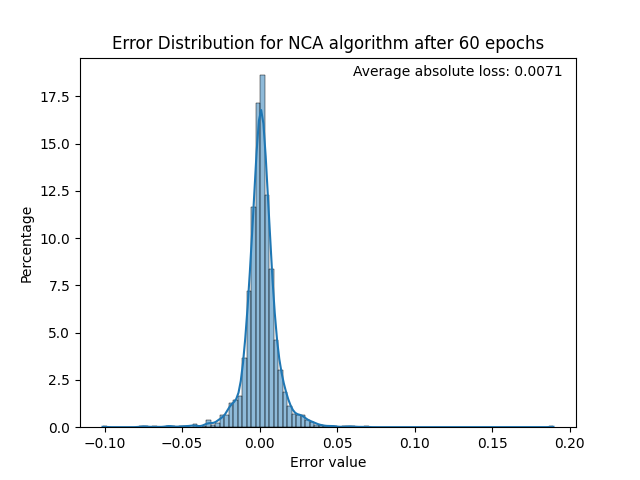 Error Distribution for NCA algorithm after 60 epochs
Average absolute loss: 0.0071
17.5
15.0
12.5
10.0
7.5
5.0
2.5
0.0
Percentage
−0.10 −0.05 0.00 0.05 0.10 0.15 0.20
Error value